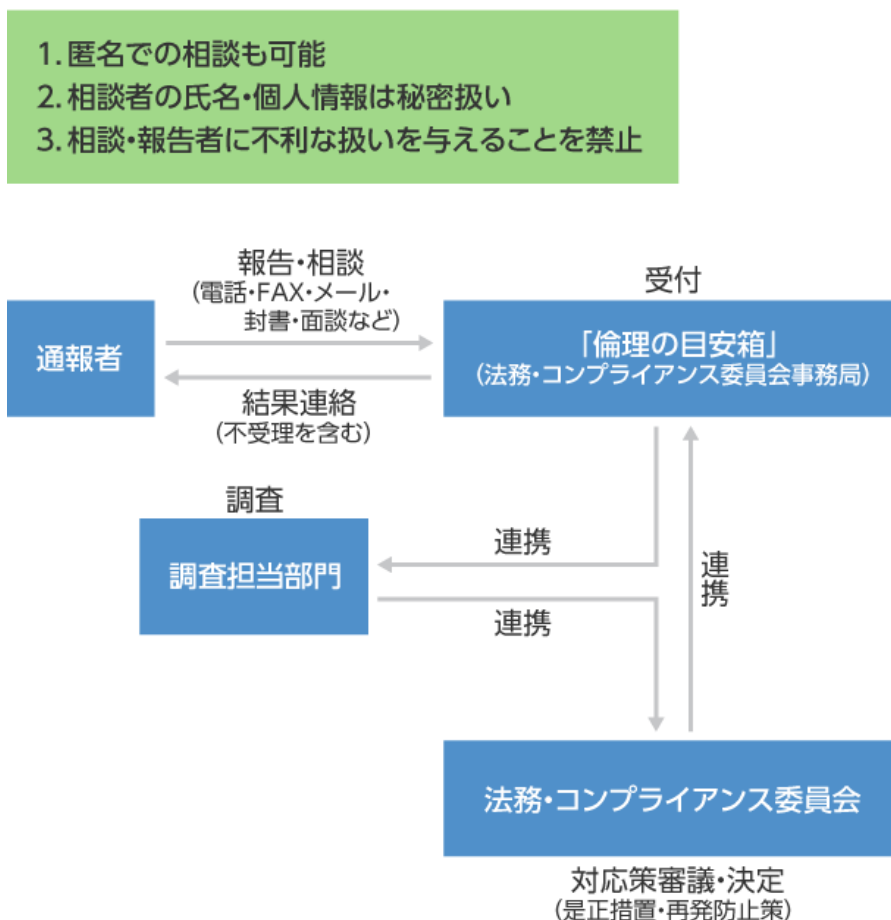 1.匿名での相談も可能
2.相談者の氏名・個人情報は秘密扱い
3.相談・報告者に不利な扱いを与えることを禁止
報告・相談
(電話・FAX・メール・
封書・面談など)
受付
通報者
「倫理の目安箱」
(法務・コンプライアンス委員会事務局)
結果連絡
(不受理を含む)
調査
調査担当部門
連携
連携
連携
法務・コンプライアンス委員会
対応策審議・決定
(是正措置・再発防止策)